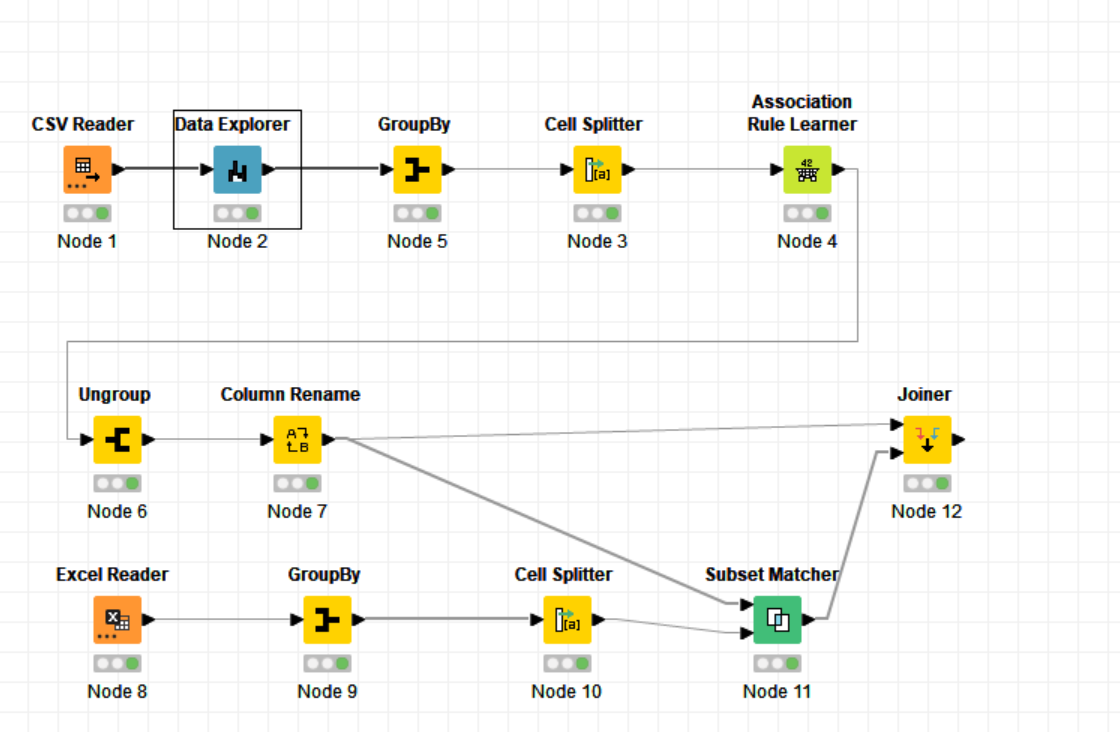 Association
CSV Reader Data Explorer GroupBy Cell Splitter Rule Learner
42
[a]
Node 1 Node 2 Node 5 Node 3 Node 4
Ungroup Column Rename Joiner
A
B
Node 6 Node 7 Node 12
Excel Reader GroupBy Cell Splitter Subset Matcher
X
[a]
Node 8 Node 9 Node 10 Node 11